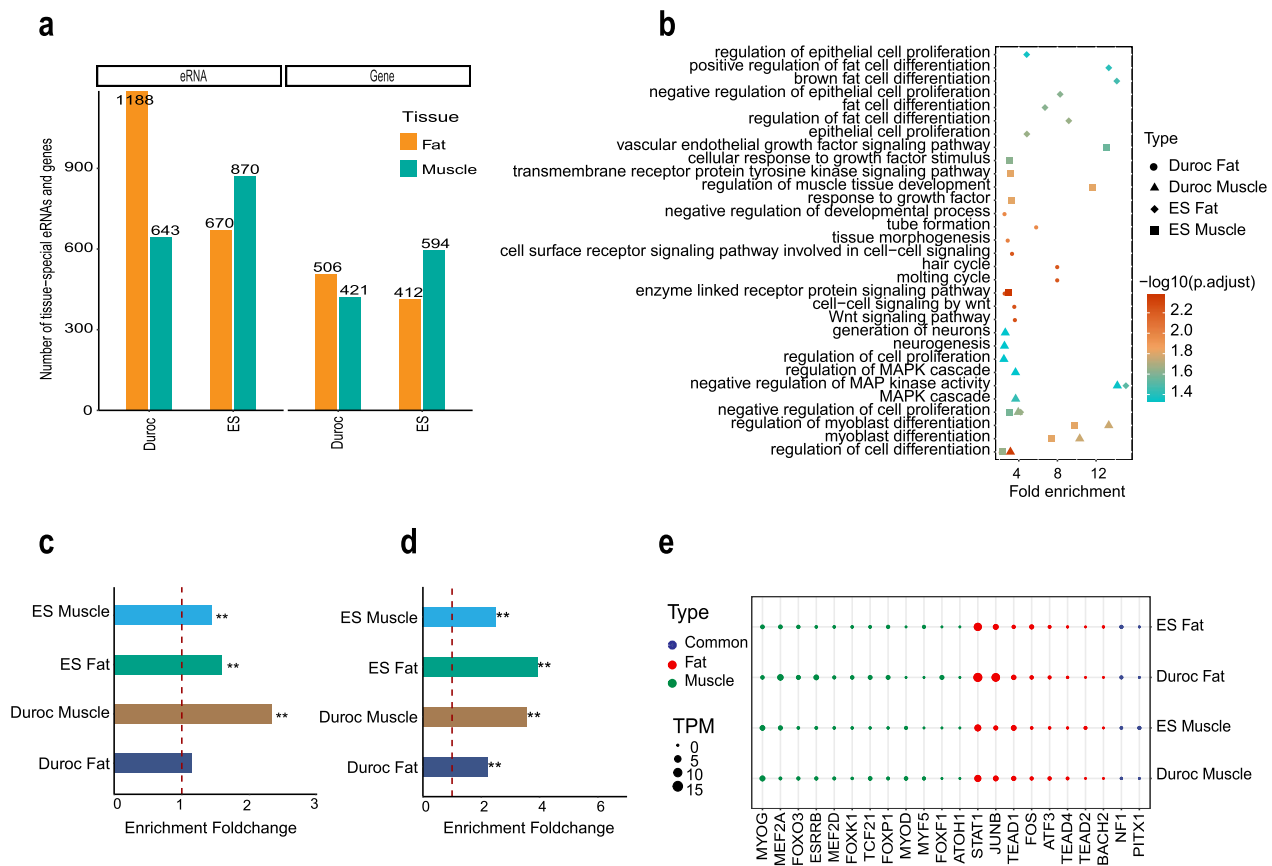 a
eRNA
Gene
Number of tissue-special eRNAs and genes
900
600
300
0
1188
643
670
870
506
421
412
594
Tissue
Fat
Muscle
Duroc
ES
Duroc
ES
b
regulation of epithelial cell proliferation
positive regulation of fat cell differentiation
brown fat cell differentiation
negative regulation of epithelial cell proliferation
fat cell differentiation
regulation of fat cell differentiation
epithelial cell proliferation
vascular endothelial growth factor signaling pathway
cellular response to growth factor stimulus
transmembrane receptor protein tyrosine kinase signaling pathway
regulation of muscle tissue development
response to growth factor
negative regulation of developmental process
tube formation
tissue morphogenesis
cell surface receptor signaling pathway involved in cell-cell signaling
hair cycle
molting cycle
enzyme linked receptor protein signaling pathway
cell-cell signaling by wnt
Wnt signaling pathway
generation of neurons
neurogenesis
regulation of cell proliferation
regulation of MAPK cascade
negative regulation of MAP kinase activity
MAPK cascade
negative regulation of cell proliferation
regulation of myoblast differentiation
myoblast differentiation
regulation of cell differentiation
4 8 12
Fold enrichment
Type
Duroc Fat
Duroc Muscle
ES Fat
ES Muscle
−log10(p.adjust)
2.2
2.0
1.8
1.6
1.4
c
ES Muscle **
ES Fat **
Duroc Muscle **
Duroc Fat
0 1 2 3
Enrichment Foldchange
d
ES Muscle **
ES Fat **
Duroc Muscle **
Duroc Fat **
0 2 4 6
Enrichment Foldchange
e
Type
Common
Fat
Muscle
TPM
0
5
10
15
ES Fat
Duroc Fat
ES Muscle
Duroc Muscle
MYOG
MEF2A
FOXO3
ESRRB
MEF2D
FOXK1
TCF21
FOXP1
MYOD
MYF5
FOXF1
ATOH1
STAT1
JUNB
TEAD1
FOS
ATF3
TEAD4
TEAD2
BACH2
NF1
PITX1